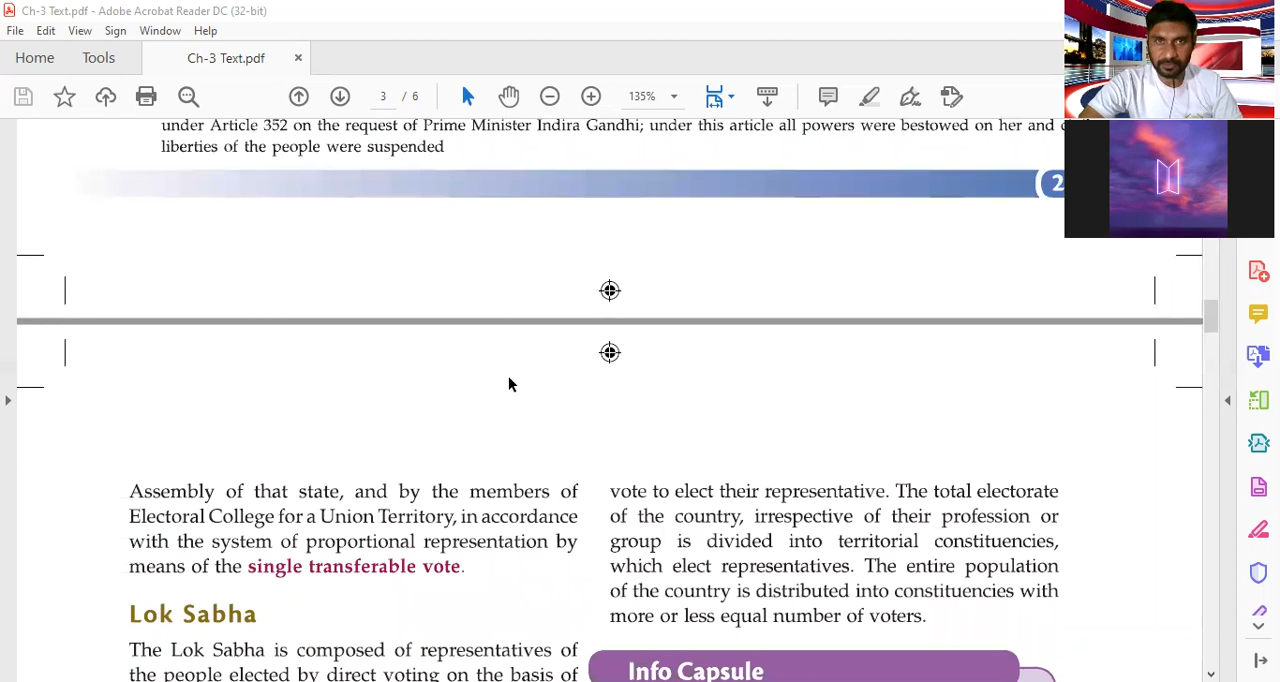 Ch-3 Text.pdf - Adobe Acrobat Reader DC (32-bit)
File Edit View Sign Window Help
Home Tools Ch-3 Text.pdf ×
3 / 6 135%
under Article 352 on the request of Prime Minister Indira Gandhi; under this article all powers were bestowed on her and
liberties of the people were suspended
2
Assembly of that state, and by the members of
Electoral College for a Union Territory, in accordance
with the system of proportional representation by
means of the single transferable vote.
Lok Sabha
The Lok Sabha is composed of representatives of
the people elected by direct voting on the basis of
vote to elect their representative. The total electorate
of the country, irrespective of their profession or
group is divided into territorial constituencies,
which elect representatives. The entire population
of the country is distributed into constituencies with
more or less equal number of voters.
Info Capsule